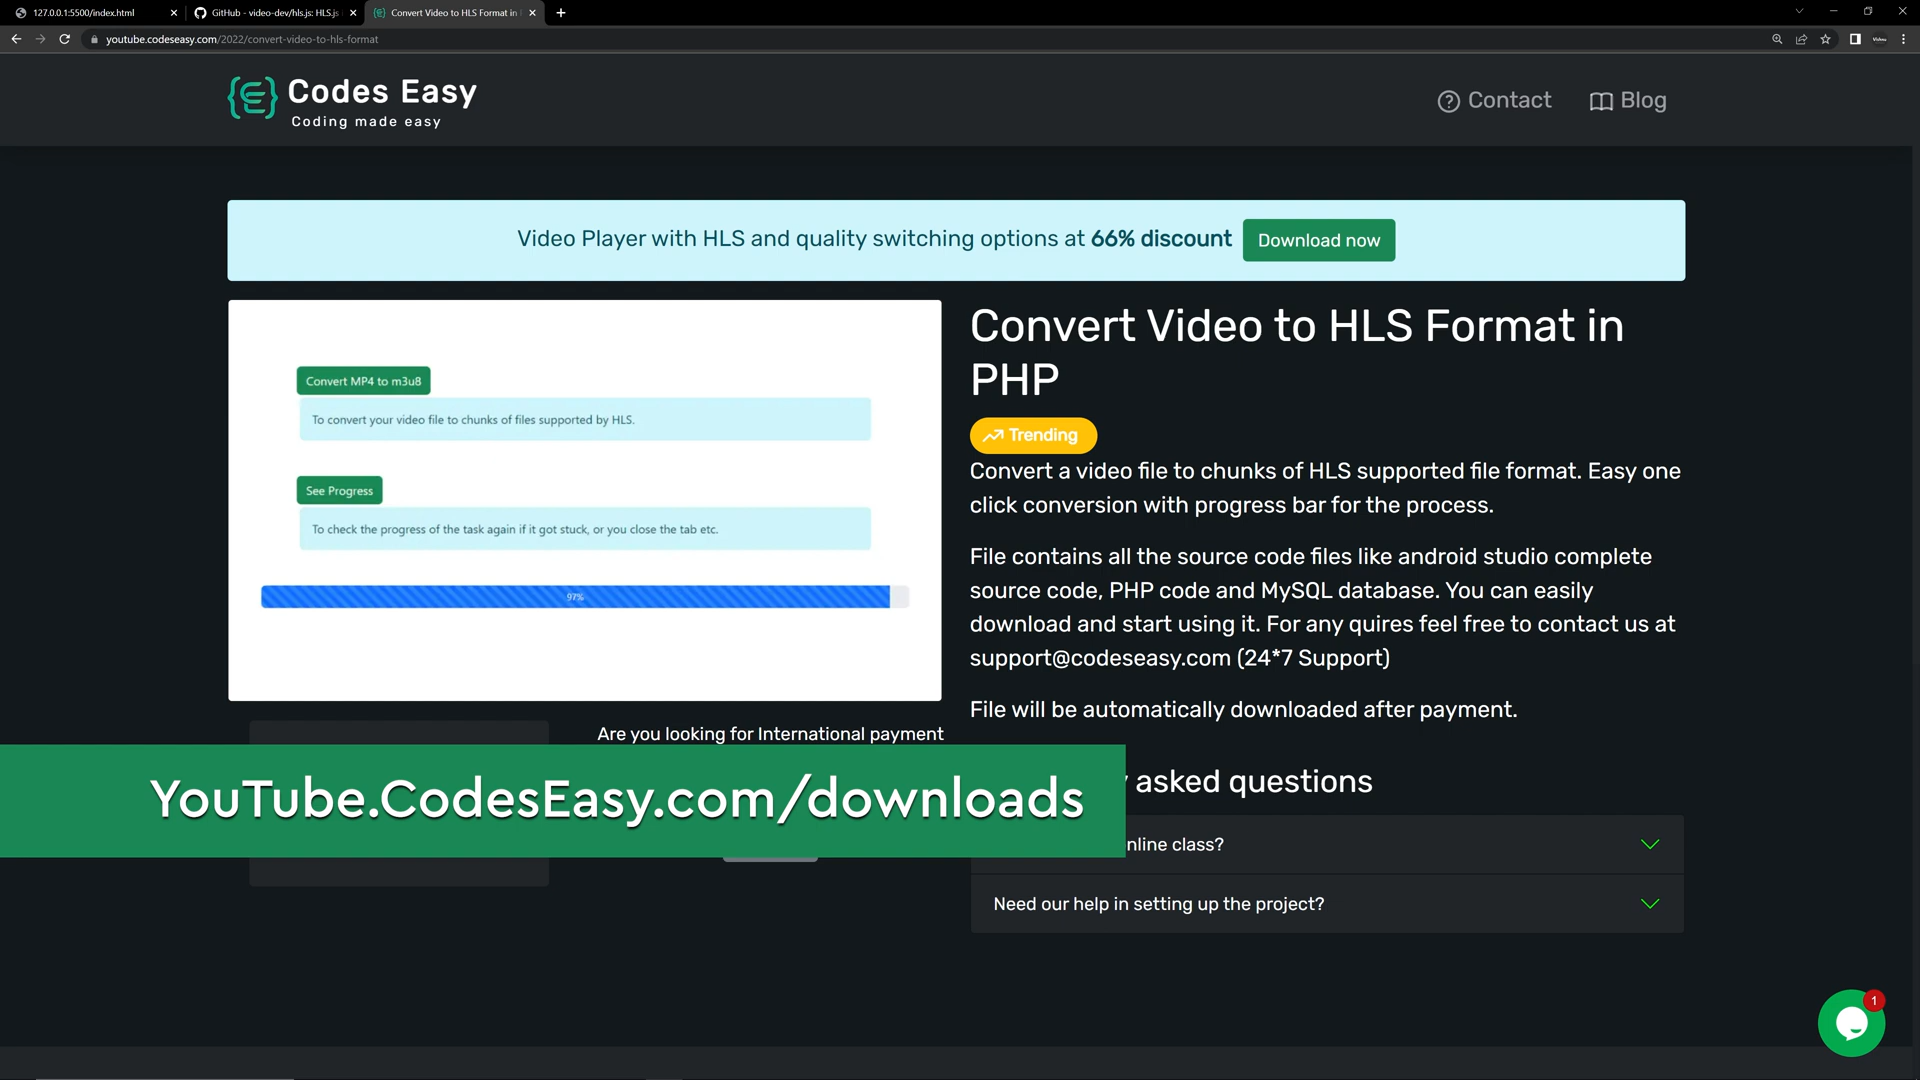 127.0.0.1:5500/index.html
GitHub - video-dev/hls.js: HLS.js
Convert Video to HLS Format in
youtube.codeseasy.com/2022/convert-video-to-hls-format
Codes Easy
Coding made easy
Contact
Blog
Video Player with HLS and quality switching options at 66% discount
Download now
Convert MP4 to m3u8
To convert your video file to chunks of files supported by HLS.
See Progress
To check the progress of the task again if it got stuck, or you close the tab etc.
97%
Convert Video to HLS Format in
PHP
Trending
Convert a video file to chunks of HLS supported file format. Easy one
click conversion with progress bar for the process.
File contains all the source code files like android studio complete
source code, PHP code and MySQL database. You can easily
download and start using it. For any quires feel free to contact us at
support@codeseasy.com (24*7 Support)
File will be automatically downloaded after payment.
Are you looking for International payment
YouTube.CodesEasy.com/downloads
asked questions
nline class?
Need our help in setting up the project?
1